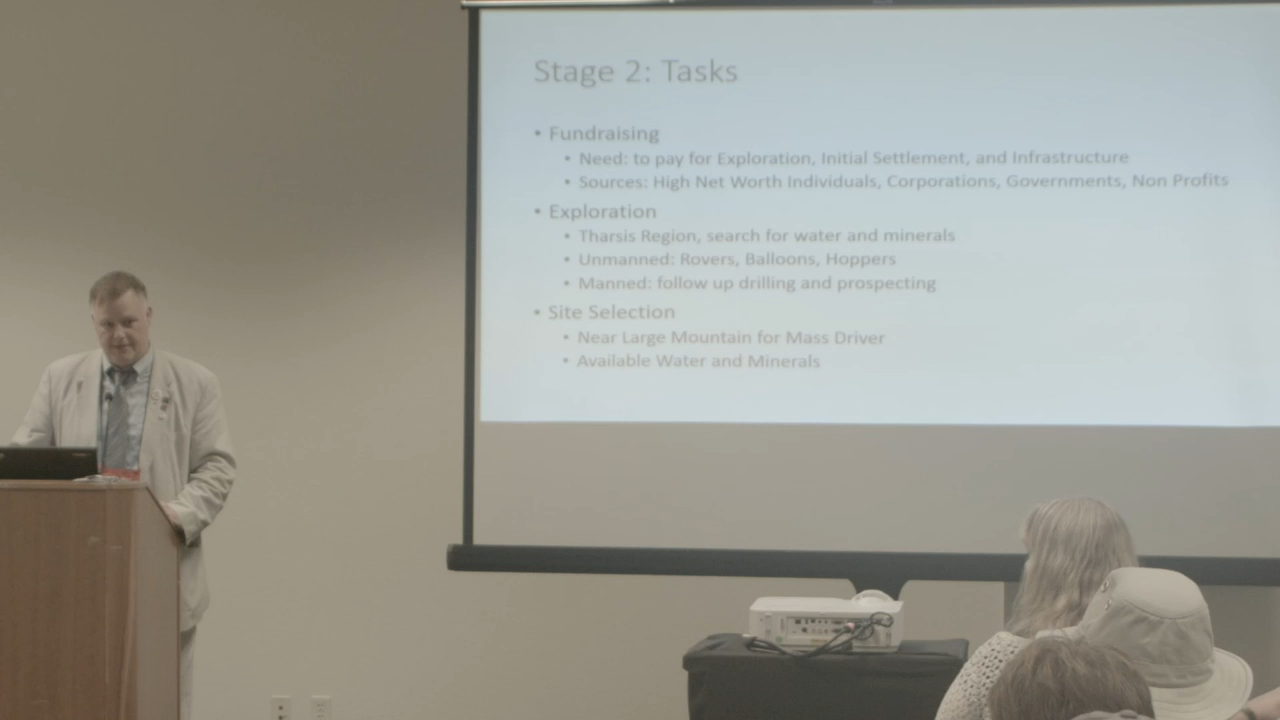 Stage 2: Tasks
• Fundraising
• Need: to pay for Exploration, Initial Settlement, and Infrastructure
• Sources: High Net Worth Individuals, Corporations, Governments, Non Profits
• Exploration
• Tharsis Region, search for water and minerals
• Unmanned: Rovers, Balloons, Hoppers
• Manned: follow up drilling and prospecting
• Site Selection
• Near Large Mountain for Mass Driver
• Available Water and Minerals